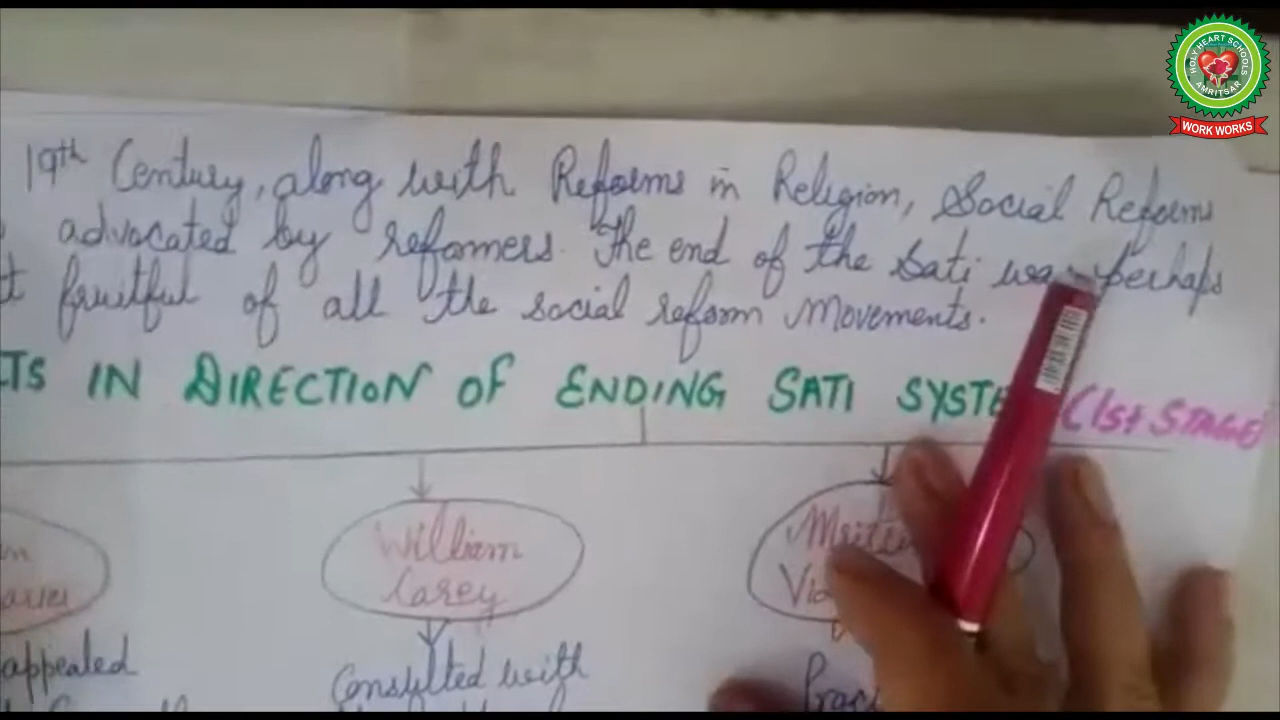 HOLY HEART SCHOOLS
AMRITSAR
WORK WORKS
19th Century, along with Reforms in Religion, Social Reforms
advocated by reformers. The end of the Sati was perhaps
fruitful of all the social reform Movements.
IN DIRECTION OF ENDING SATI SYSTE (1st STAGE)
William
Carey
appealed
Consulted with